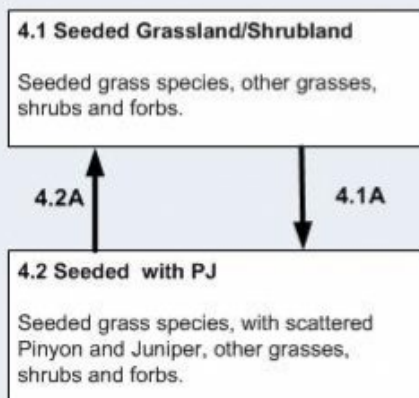 4.1 Seeded Grassland/Shrubland
Seeded grass species, other grasses,
shrubs and forbs.
4.2A
4.1A
4.2 Seeded with PJ
Seeded grass species, with scattered
Pinyon and Juniper, other grasses,
shrubs and forbs.